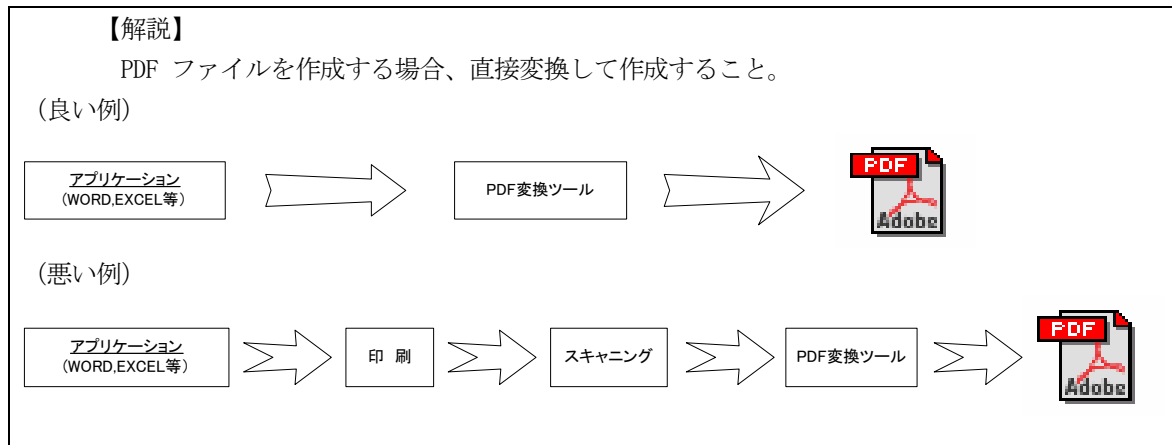 【解説】
PDF ファイルを作成する場合、直接変換して作成すること。
（良い例）
アプリケーション
(WORD,EXCEL等)
PDF変換ツール
PDF
Adobe
（悪い例）
アプリケーション
(WORD,EXCEL等)
印 刷
スキャニング
PDF変換ツール
PDF
Adobe